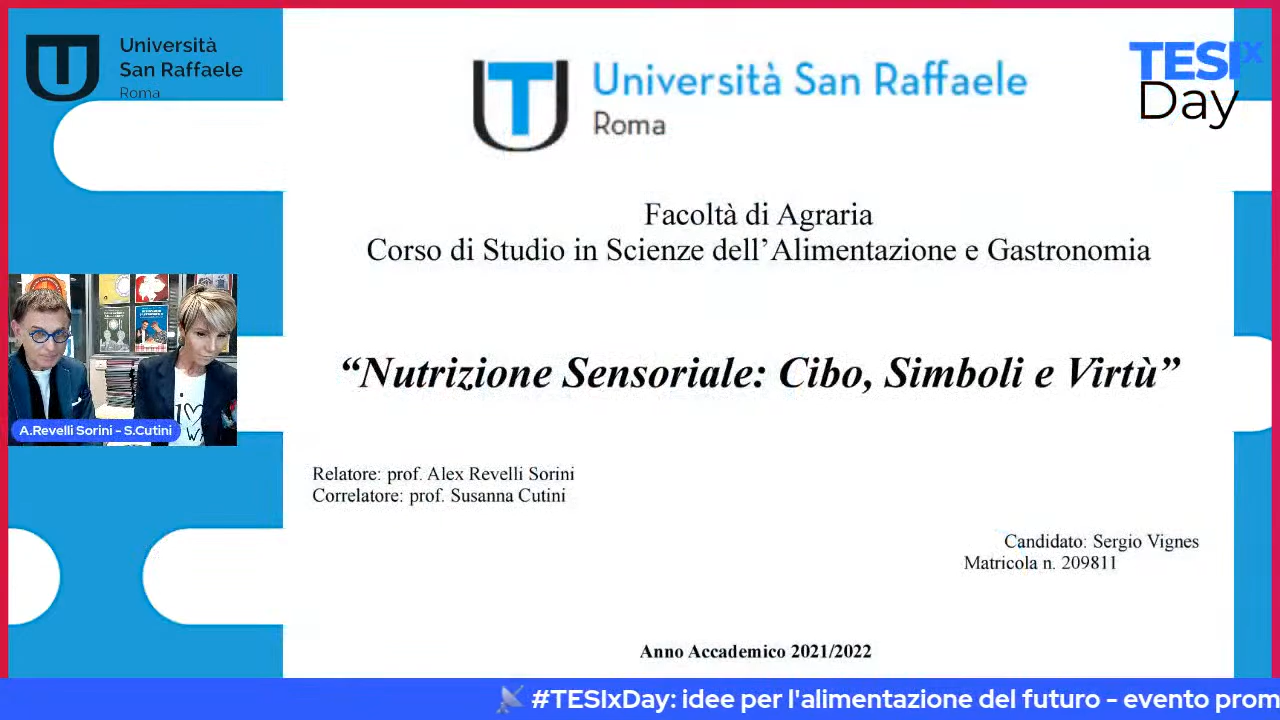 Università
San Raffaele
Roma
Università San Raffaele
Roma
TESIx
Day
Facoltà di Agraria
Corso di Studio in Scienze dell’Alimentazione e Gastronomia
“Nutrizione Sensoriale: Cibo, Simboli e Virtù”
A.Revelli Sorini - S.Cutini
Relatore: prof. Alex Revelli Sorini
Correlatore: prof. Susanna Cutini
Candidato: Sergio Vignes
Matricola n. 209811
Anno Accademico 2021/2022
#TESIxDay: idee per l'alimentazione del futuro - evento prom